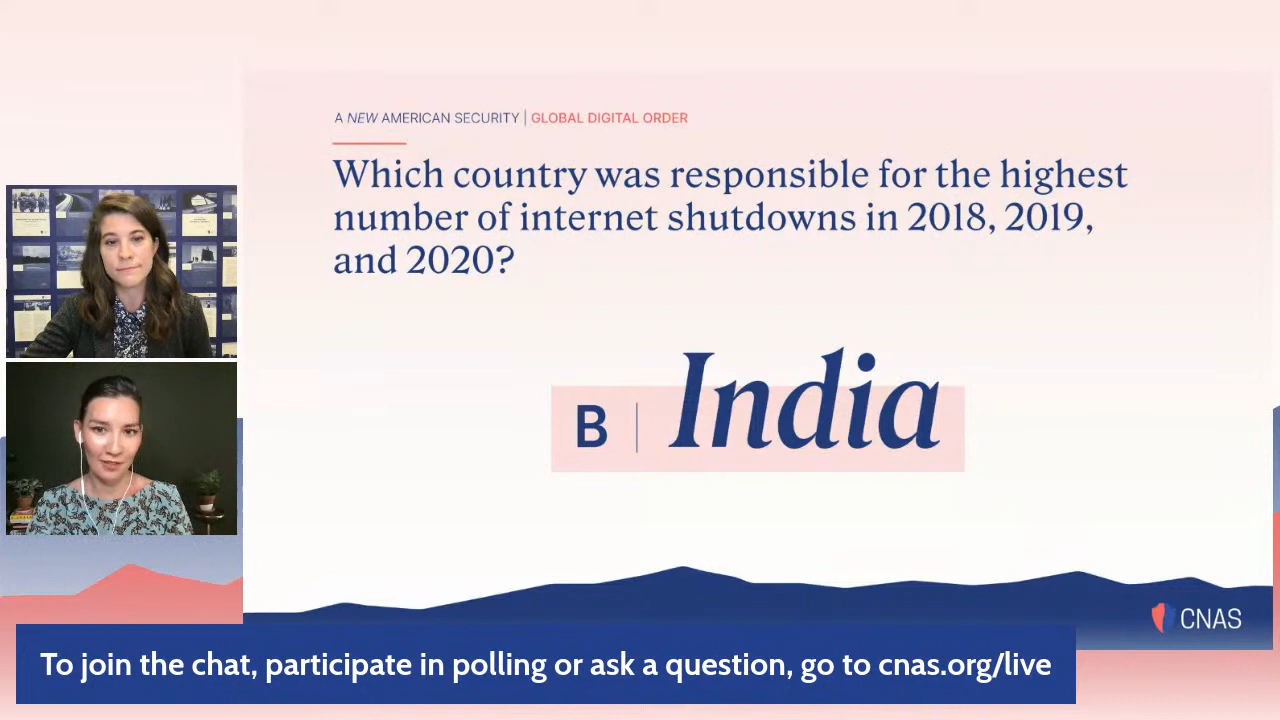 A NEW AMERICAN SECURITY | GLOBAL DIGITAL ORDER
Which country was responsible for the highest
number of internet shutdowns in 2018, 2019,
and 2020?
B | India
CNAS
To join the chat, participate in polling or ask a question, go to cnas.org/live